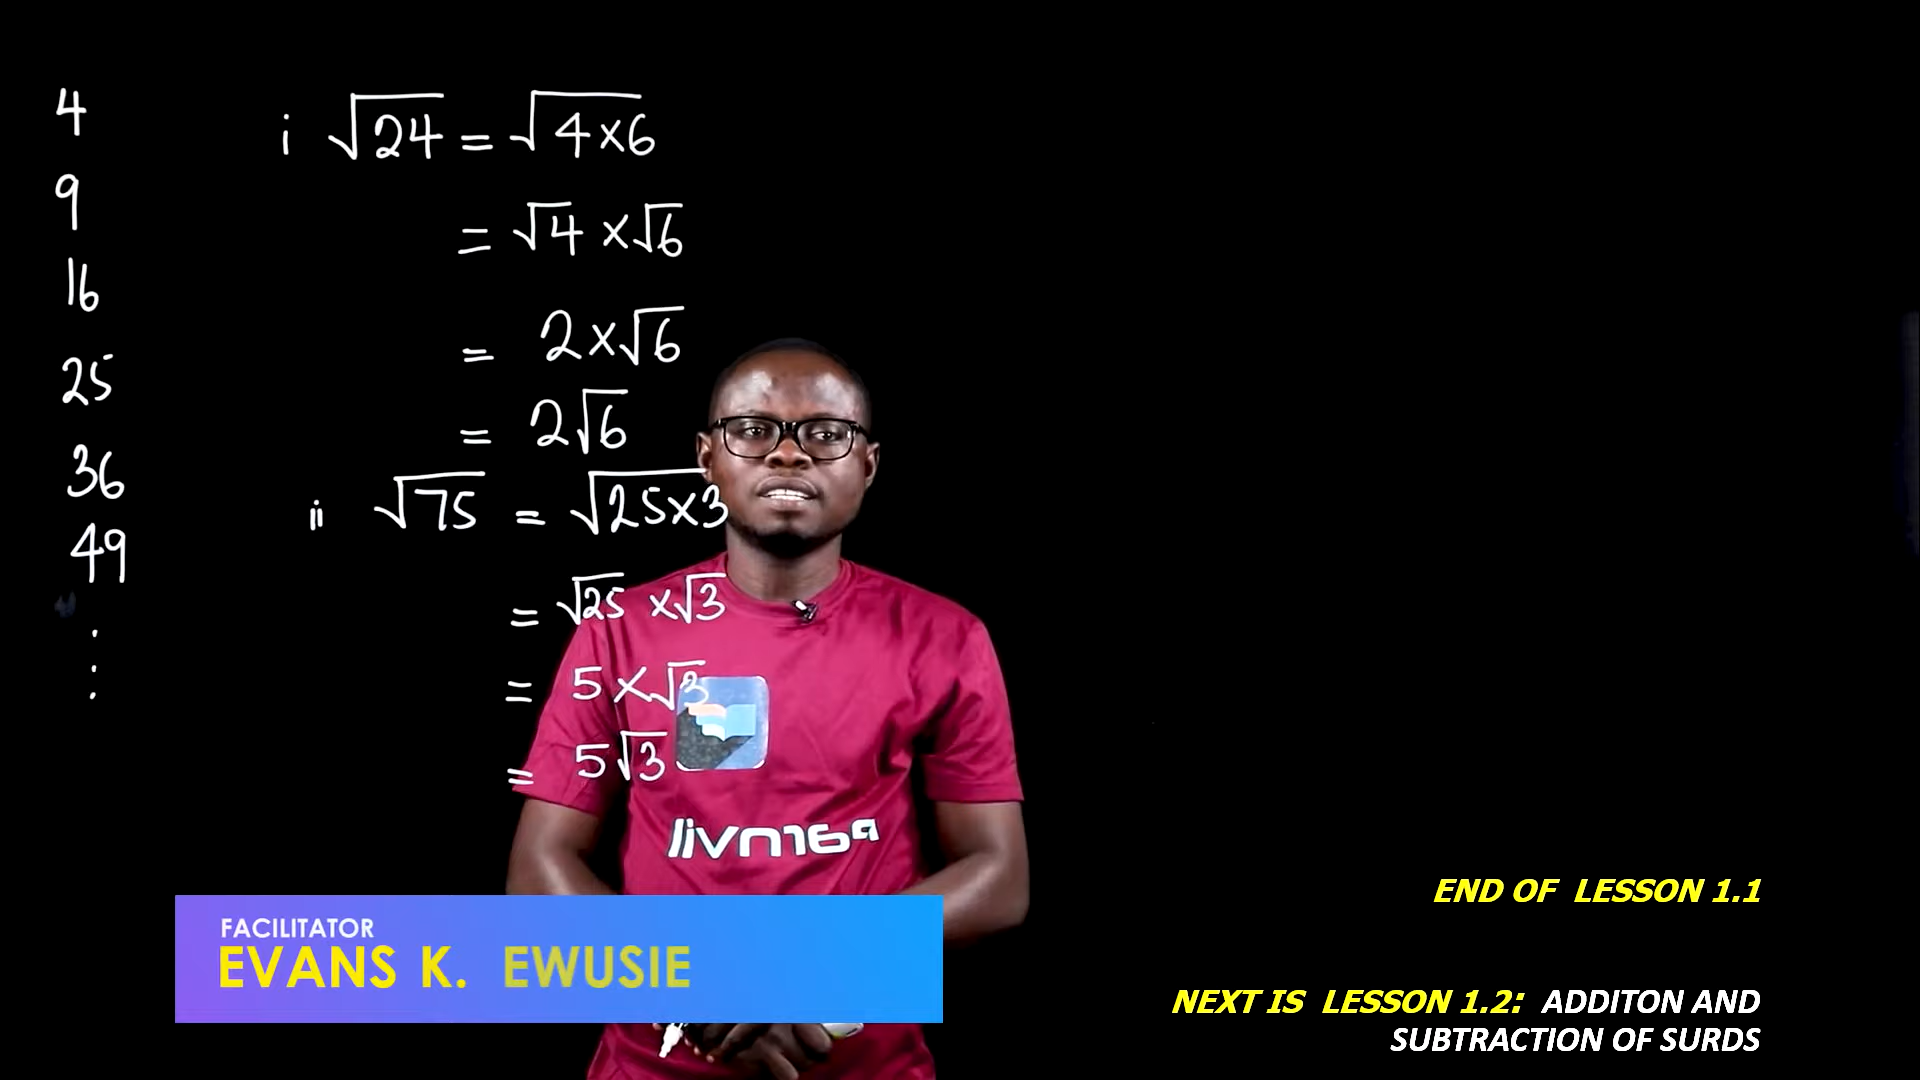 4
9
16
25
36
49
⋮
i √24 = √4×6
= √4 ×√6
= 2×√6
= 2√6
ii √75 = √25×3
= √25 ×√3
= 5×√3
= 5√3
FACILITATOR
EVANS K. EWUSIE
END OF LESSON 1.1
NEXT IS LESSON 1.2: ADDITON AND
SUBTRACTION OF SURDS